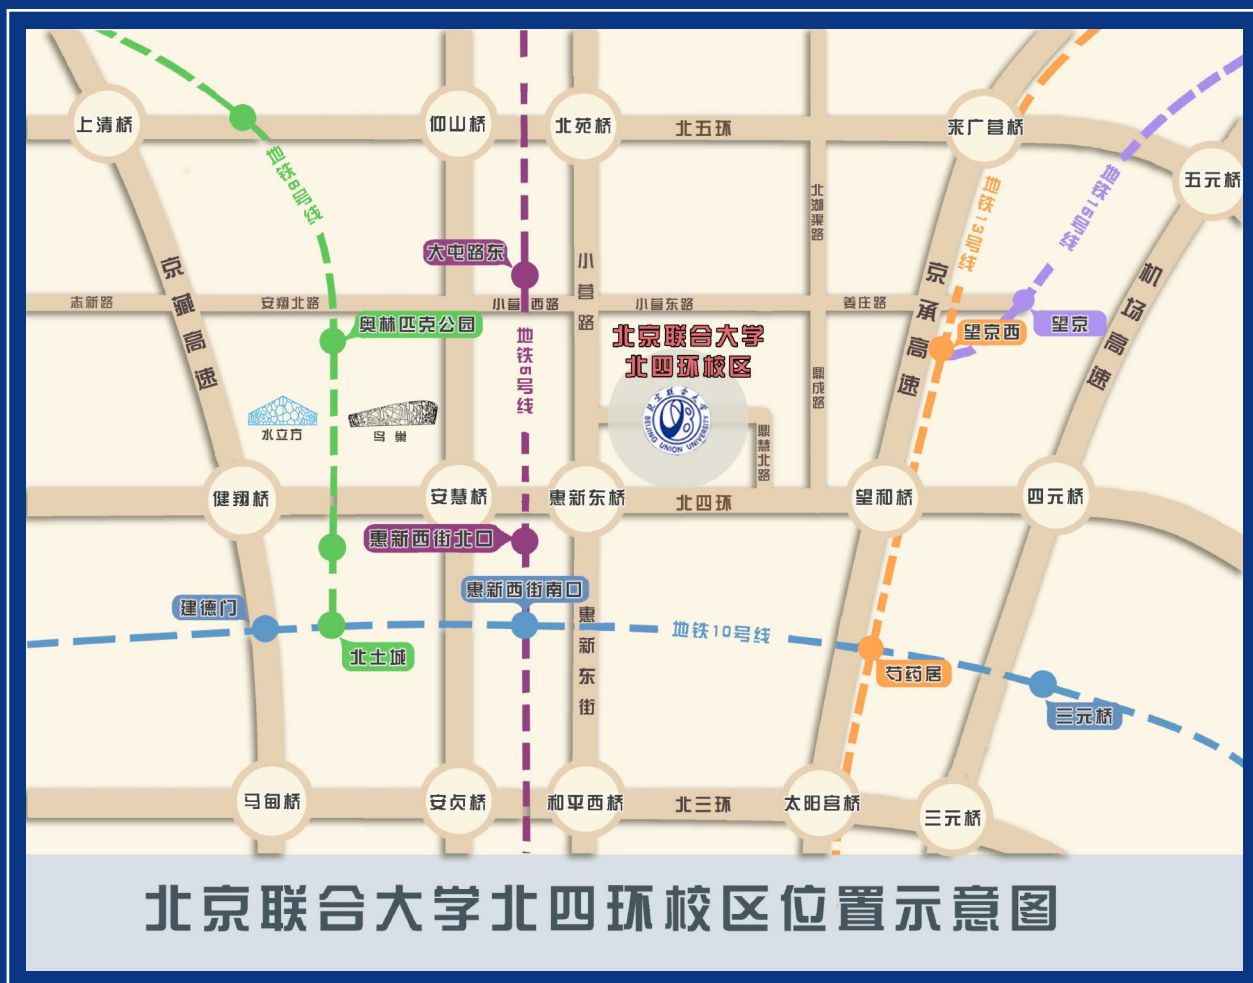 上清桥
仰山桥
北苑桥
北五环
来广营桥
五元桥
地铁8号线
地铁13号线
地铁15号线
北湖渠路
大屯路东
小营路
京藏高速
京承高速
机场高速
志新路
安翔北路
小营西路
小营东路
姜庄路
奥林匹克公园
地铁5号线
北京联合大学
北四环校区
望京西
望京
水立方
鸟巢
北京联合大学
BEIJING UNION UNIVERSITY
鼎成路
鼎慧北路
健翔桥
安慧桥
惠新东桥
北四环
望和桥
四元桥
惠新西街北口
惠新西街南口
建德门
北土城
惠新东街
地铁10号线
芍药居
三元桥
马甸桥
安贞桥
和平西桥
北三环
太阳宫桥
三元桥
北京联合大学北四环校区位置示意图